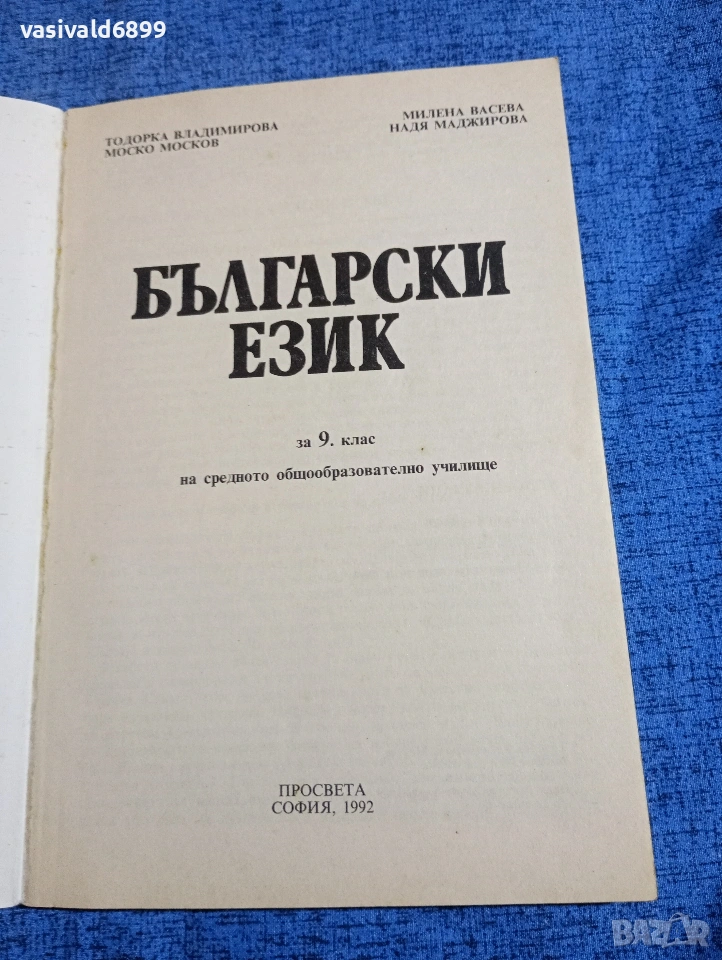 vasivald6899
ТОДОРКА ВЛАДИМИРОВА
МОСКО МОСКОВ
МИЛЕНА ВАСЕВА
НАДЯ МАДЖИРОВА
БЪЛГАРСКИ
ЕЗИК
за 9. клас
на средното общообразователно училище
ПРОСВЕТА
СОФИЯ, 1992
BAZAR